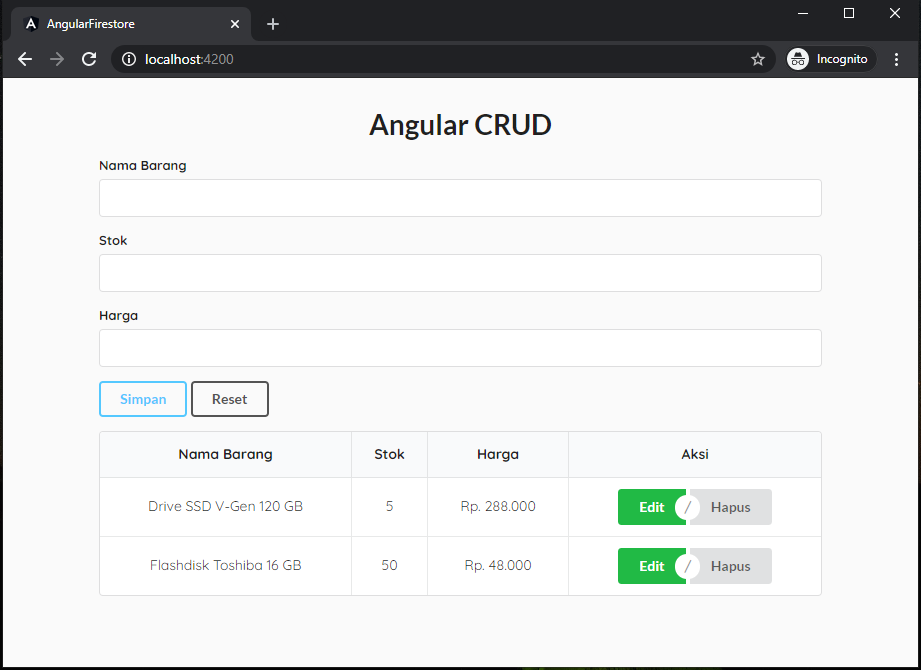 AngularFirestore
localhost:4200
Incognito
Angular CRUD
Nama Barang
Stok
Harga
Simpan Reset
Nama Barang Stok Harga Aksi
Drive SSD V-Gen 120 GB 5 Rp. 288.000 Edit / Hapus
Flashdisk Toshiba 16 GB 50 Rp. 48.000 Edit / Hapus